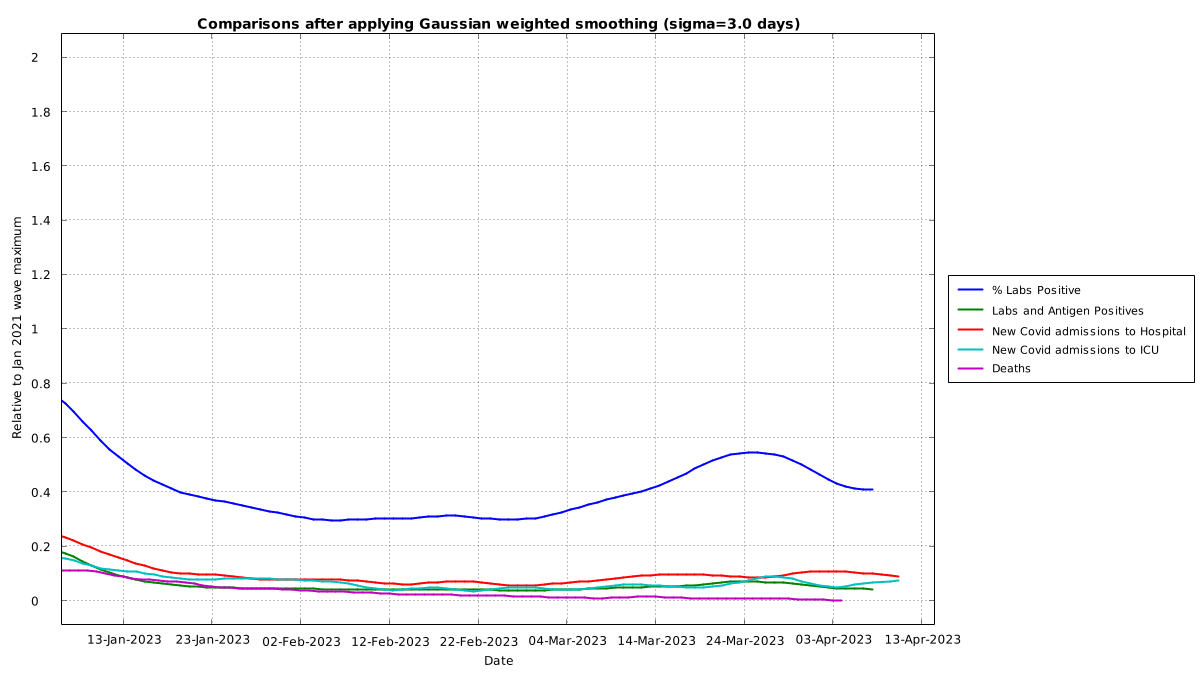 Comparisons after applying Gaussian weighted smoothing (sigma=3.0 days)
2
1.8
1.6
1.4
1.2
1
0.8
0.6
0.4
0.2
0
Relative to Jan 2021 wave maximum
13-Jan-2023 23-Jan-2023 02-Feb-2023 12-Feb-2023 22-Feb-2023 04-Mar-2023 14-Mar-2023 24-Mar-2023 03-Apr-2023 13-Apr-2023
Date
% Labs Positive
Labs and Antigen Positives
New Covid admissions to Hospital
New Covid admissions to ICU
Deaths